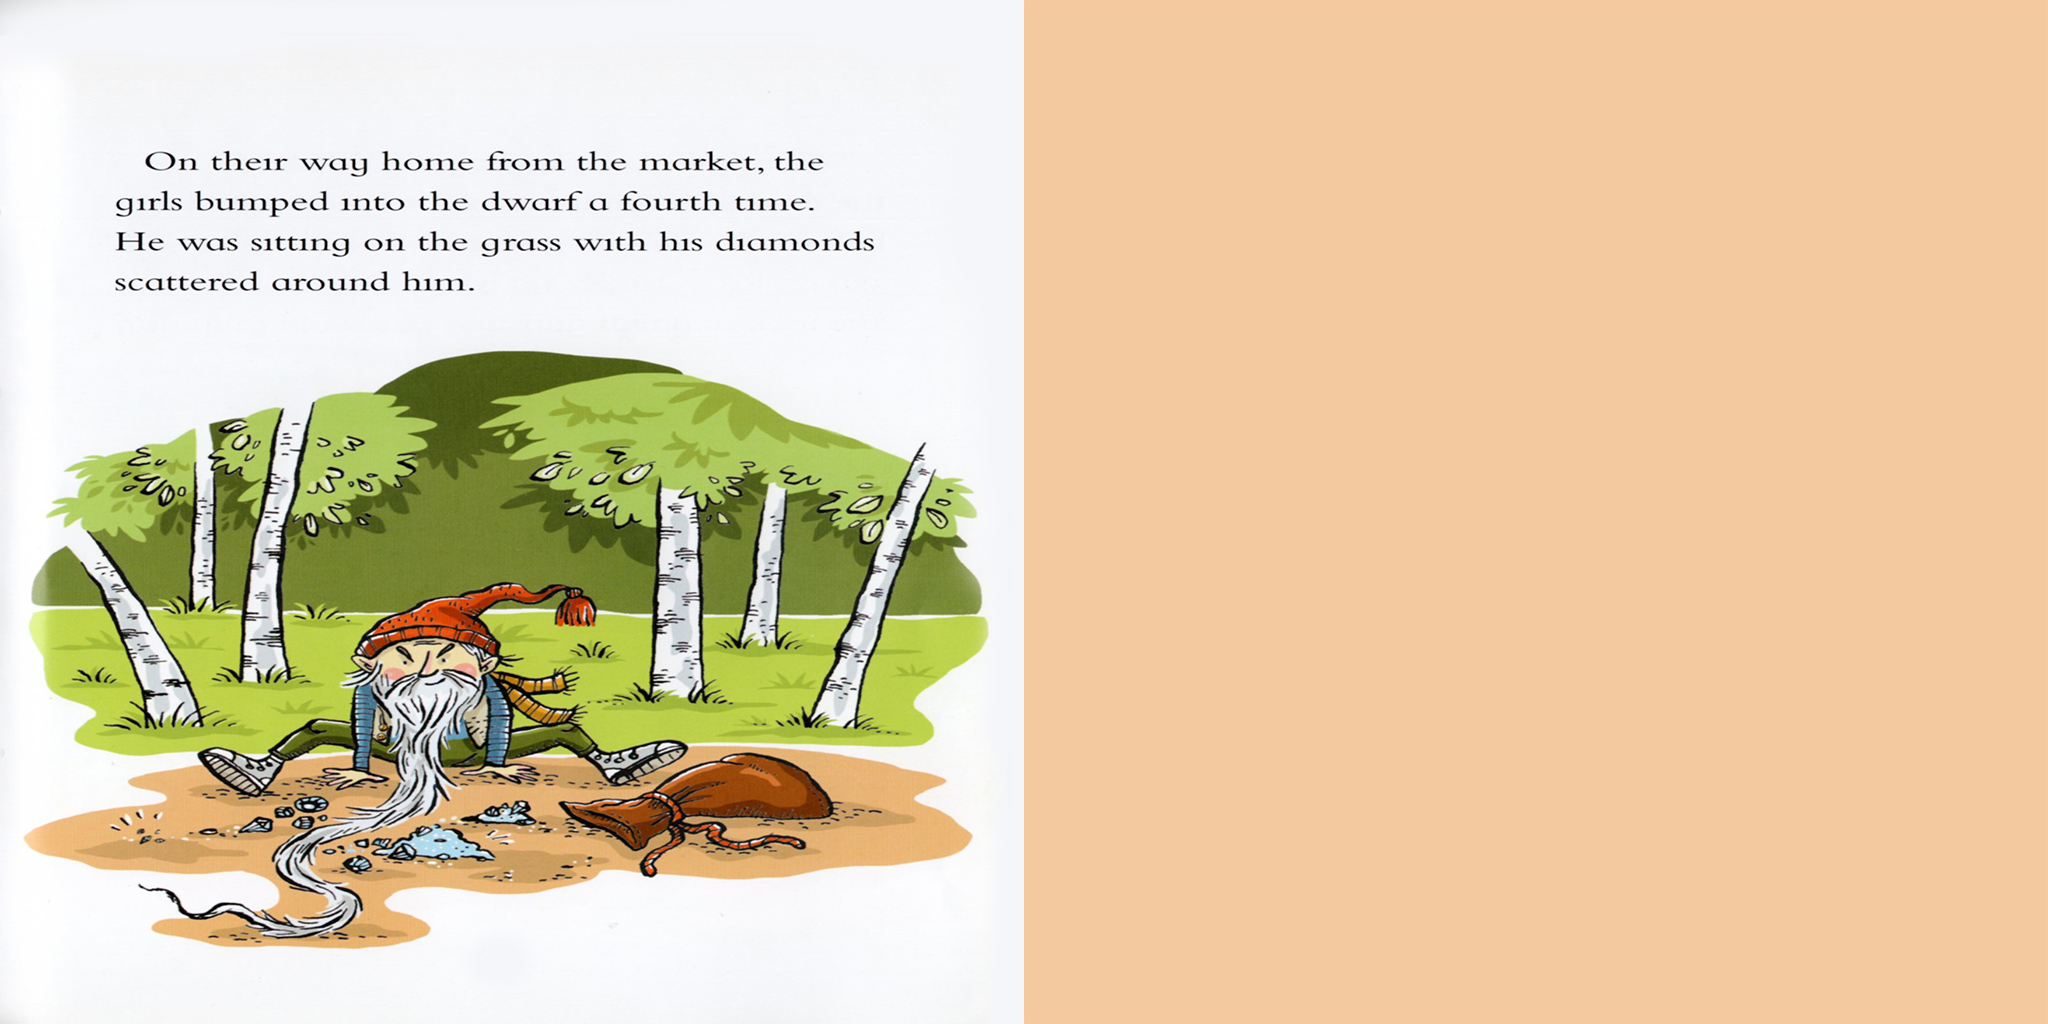 On their way home from the market, the
girls bumped into the dwarf a fourth time.
He was sitting on the grass with his diamonds
scattered around him.